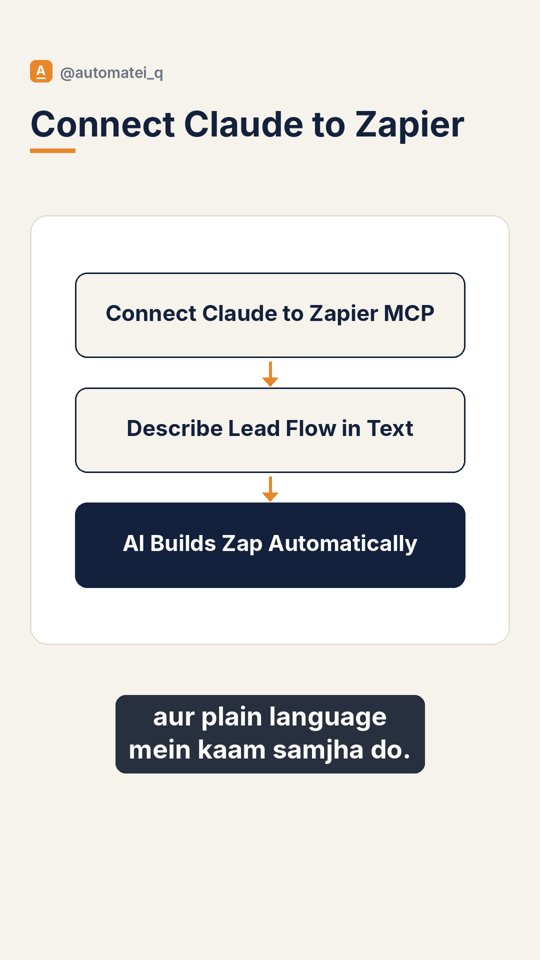 A
@automatei_q
Connect Claude to Zapier
Connect Claude to Zapier MCP
Describe Lead Flow in Text
AI Builds Zap Automatically
aur plain language
mein kaam samjha do.